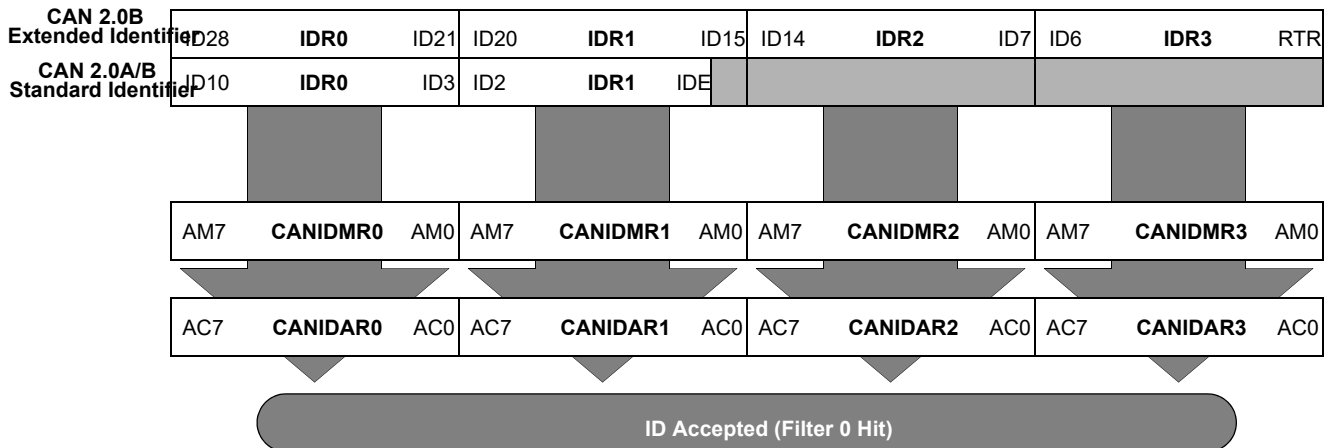 CAN 2.0B
Extended Identifier
ID28 IDR0 ID21 ID20 IDR1 ID15 ID14 IDR2 ID7 ID6 IDR3 RTR
CAN 2.0A/B
Standard Identifier
ID10 IDR0 ID3 ID2 IDR1 IDE
AM7 CANIDMR0 AM0 AM7 CANIDMR1 AM0 AM7 CANIDMR2 AM0 AM7 CANIDMR3 AM0
AC7 CANIDAR0 AC0 AC7 CANIDAR1 AC0 AC7 CANIDAR2 AC0 AC7 CANIDAR3 AC0
ID Accepted (Filter 0 Hit)